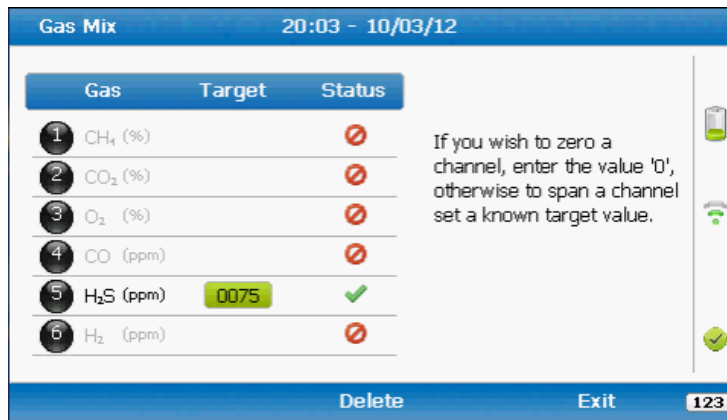 Gas Mix 20:03 - 10/03/12
Gas Target Status
1 CH₄ (%)
2 CO₂ (%)
3 O₂ (%)
4 CO (ppm)
5 H₂S (ppm) 0075
6 H₂ (ppm)
If you wish to zero a
channel, enter the value '0',
otherwise to span a channel
set a known target value.
Delete Exit 123